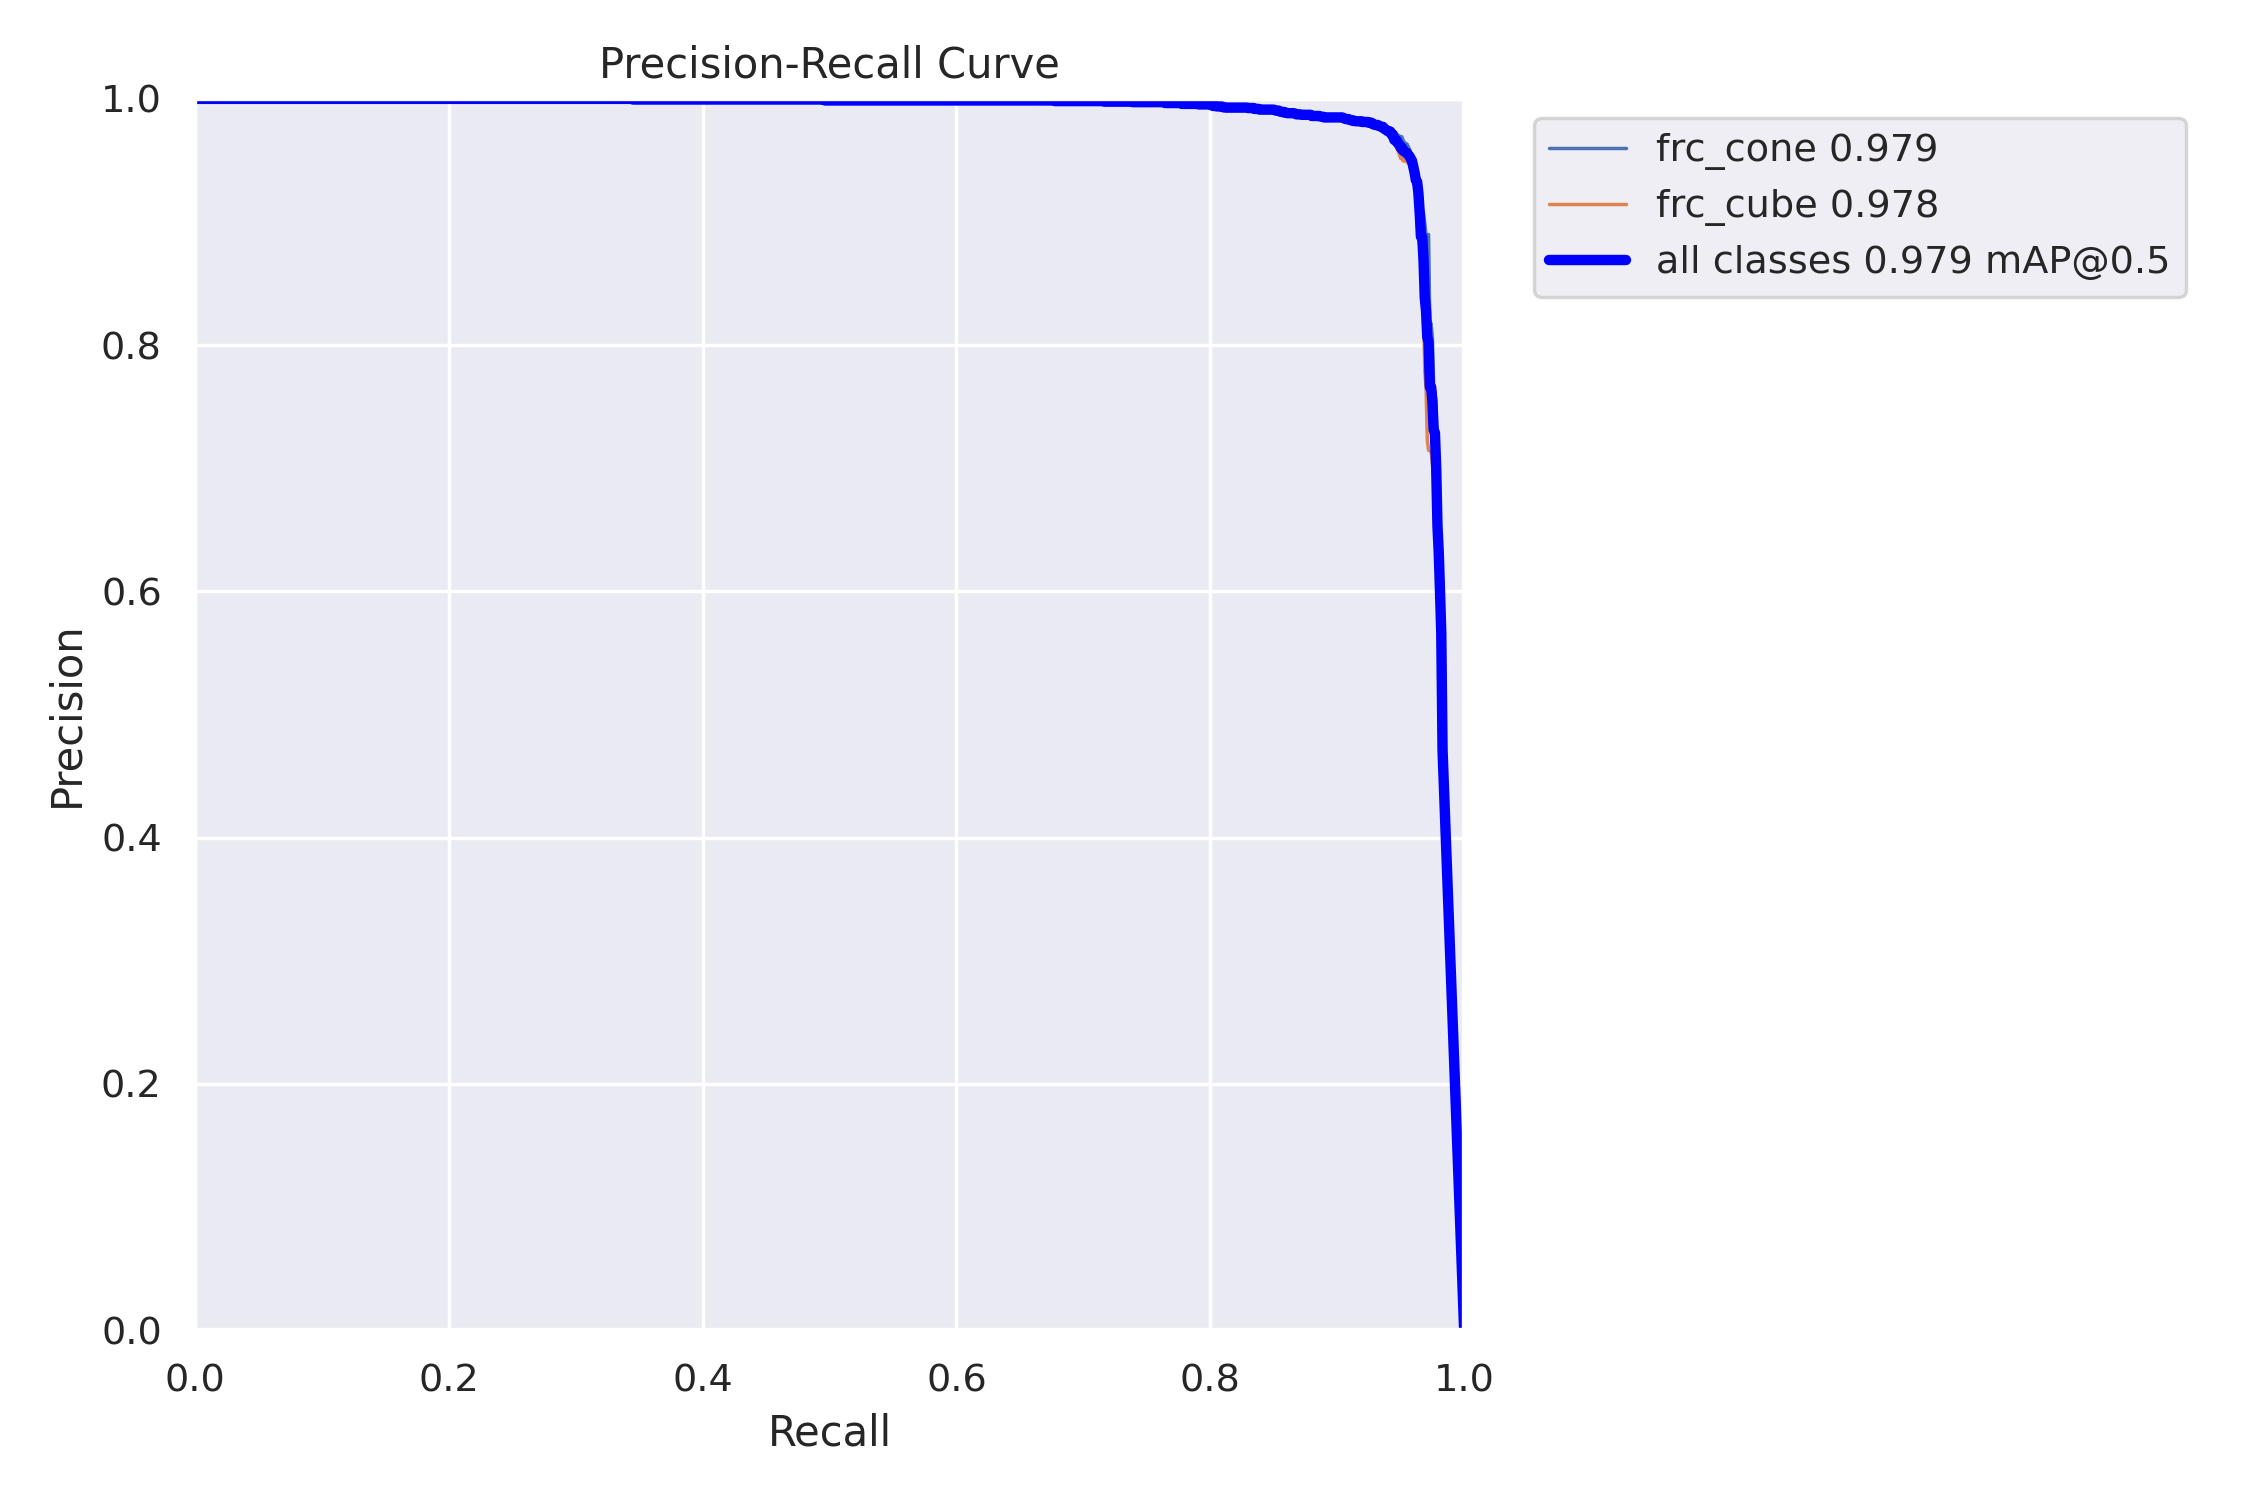 Precision-Recall Curve
1.0
0.8
0.6
0.4
0.2
0.0
Precision
0.0 0.2 0.4 0.6 0.8 1.0
Recall
frc_cone 0.979
frc_cube 0.978
all classes 0.979 mAP@0.5